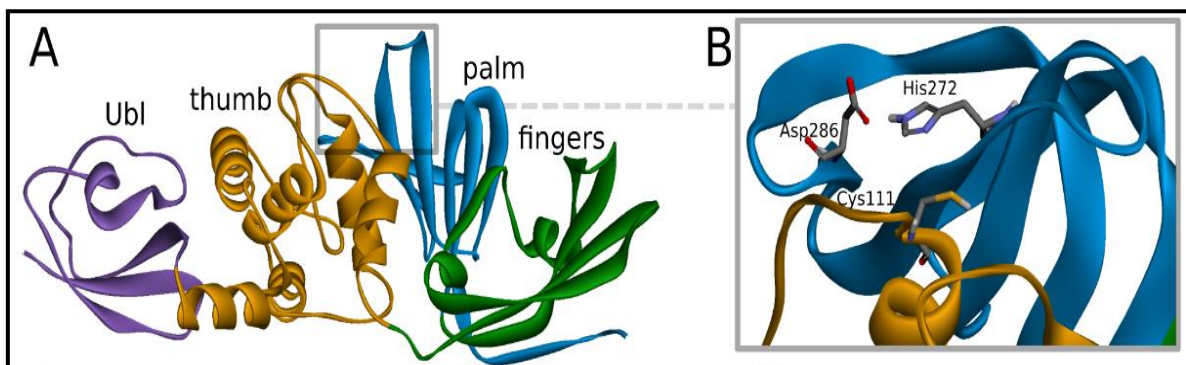 A
Ubl
thumb
palm
fingers
B
His272
Asp286
Cys111